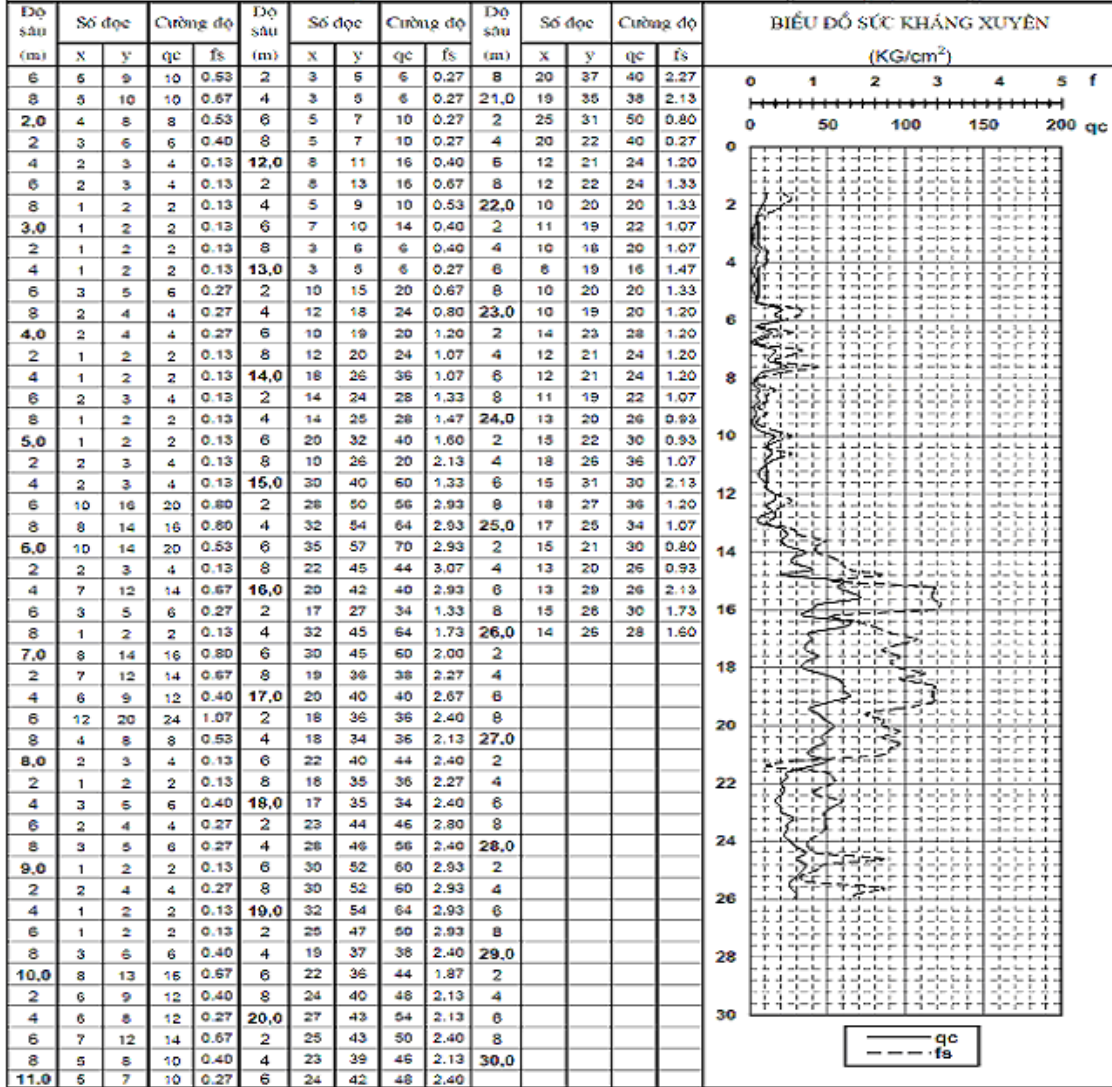 Độ sâu (m) Số đọc Cường độ Độ sâu (m) Số đọc Cường độ Độ sâu (m) Số đọc Cường độ
x y qc fs x y qc fs x y qc fs
6 5 9 10 0.53 2 3 5 6 0.27 8 20 37 40 2.27
8 5 10 10 0.67 4 3 5 6 0.27 21,0 19 35 38 2.13
2,0 4 8 8 0.53 6 5 7 10 0.27 2 25 31 50 0.80
2 3 6 6 0.40 8 5 7 10 0.27 4 20 22 40 0.27
4 2 3 4 0.13 12,0 8 11 16 0.40 6 12 21 24 1.20
6 2 3 4 0.13 2 8 13 16 0.67 8 12 22 24 1.33
8 1 2 2 0.13 4 5 9 10 0.53 22,0 10 20 20 1.33
3,0 1 2 2 0.13 6 7 10 14 0.40 2 11 19 22 1.07
2 1 2 2 0.13 8 3 6 6 0.40 4 10 18 20 1.07
4 1 2 2 0.13 13,0 3 5 6 0.27 6 8 19 16 1.47
6 3 5 6 0.27 2 10 15 20 0.67 8 10 20 20 1.33
8 2 4 4 0.27 4 12 18 24 0.80 23,0 10 19 20 1.20
4,0 2 4 4 0.27 6 10 19 20 1.20 2 14 23 28 1.20
2 1 2 2 0.13 8 12 20 24 1.07 4 12 21 24 1.20
4 1 2 2 0.13 14,0 18 26 36 1.07 6 12 21 24 1.20
6 2 3 4 0.13 2 14 24 28 1.33 8 11 19 22 1.07
8 1 2 2 0.13 4 14 25 28 1.47 24,0 13 20 26 0.93
5,0 1 2 2 0.13 6 20 32 40 1.60 2 15 22 30 0.93
2 2 3 4 0.13 8 10 26 20 2.13 4 18 26 36 1.07
4 2 3 4 0.13 15,0 30 40 60 1.33 6 15 31 30 2.13
6 10 16 20 0.80 2 28 50 56 2.93 8 18 27 36 1.20
8 8 14 16 0.80 4 32 54 64 2.93 25,0 17 25 34 1.07
6,0 10 14 20 0.53 6 35 57 70 2.93 2 15 21 30 0.80
2 2 3 4 0.13 8 22 45 44 3.07 4 13 20 26 0.93
4 7 12 14 0.67 16,0 20 42 40 2.93 6 13 29 26 2.13
6 3 5 6 0.27 2 17 27 34 1.33 8 15 28 30 1.73
8 1 2 2 0.13 4 32 45 64 1.73 26,0 14 26 28 1.60
7,0 8 14 16 0.80 6 30 45 60 2.00 2
2 7 12 14 0.67 8 19 36 38 2.27 4
4 6 9 12 0.40 17,0 20 40 40 2.67 6
6 12 20 24 1.07 2 18 36 36 2.40 8
8 4 8 8 0.53 4 18 34 36 2.13 27,0
8,0 2 3 4 0.13 6 22 40 44 2.40 2
2 1 2 2 0.13 8 18 35 36 2.27 4
4 3 6 6 0.40 18,0 17 35 34 2.40 6
6 2 4 4 0.27 2 23 44 46 2.80 8
8 3 5 6 0.27 4 28 46 56 2.40 28,0
9,0 1 2 2 0.13 6 30 52 60 2.93 2
2 2 4 4 0.27 8 30 52 60 2.93 4
4 1 2 2 0.13 19,0 32 54 64 2.93 6
6 1 2 2 0.13 2 25 47 50 2.93 8
8 3 6 6 0.40 4 19 37 38 2.40 29,0
10,0 8 13 16 0.67 6 22 36 44 1.87 2
2 6 9 12 0.40 8 24 40 48 2.13 4
4 6 8 12 0.27 20,0 27 43 54 2.13 6
6 7 12 14 0.67 2 25 43 50 2.40 8
8 5 8 10 0.40 4 23 39 46 2.13 30,0
11,0 5 7 10 0.27 6 24 42 48 2.40
BIỂU ĐỒ SỨC KHÁNG XUYÊN
(KG/cm²)
0 1 2 3 4 5 f
0 50 100 150 200 qc
0
2
4
6
8
10
12
14
16
18
20
22
24
26
28
30
qc
fs